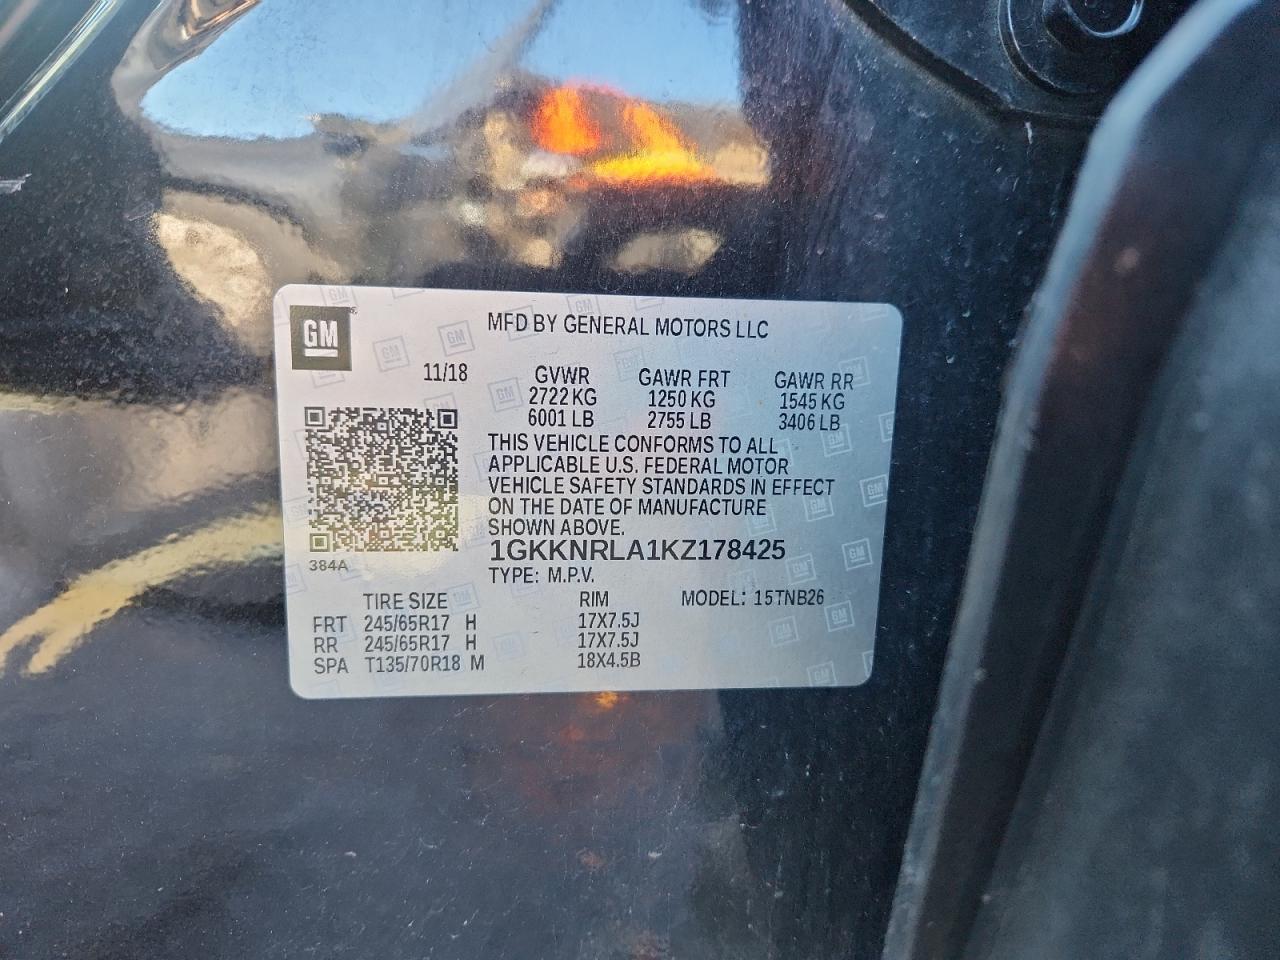 GM
MFD BY GENERAL MOTORS LLC
11/18
GVWR GAWR FRT GAWR RR
2722 KG 1250 KG 1545 KG
6001 LB 2755 LB 3406 LB
THIS VEHICLE CONFORMS TO ALL
APPLICABLE U.S. FEDERAL MOTOR
VEHICLE SAFETY STANDARDS IN EFFECT
ON THE DATE OF MANUFACTURE
SHOWN ABOVE.
1GKKNRLA1KZ178425
384A
TYPE: M.P.V.
TIRE SIZE RIM MODEL: 15TNB26
FRT 245/65R17 H 17X7.5J
RR 245/65R17 H 17X7.5J
SPA T135/70R18 M 18X4.5B